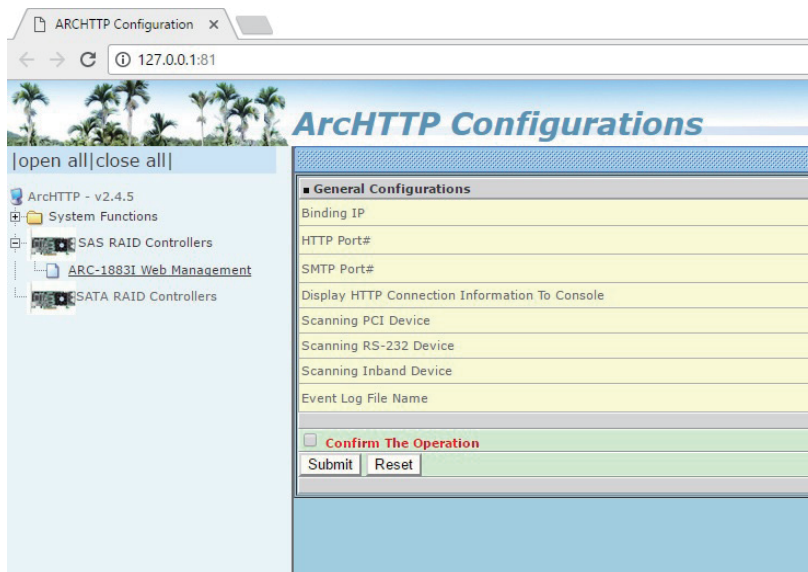 ARCHTTP Configuration
127.0.0.1:81
ArcHTTP Configurations
|open all|close all|
ArcHTTP - v2.4.5
System Functions
SAS RAID Controllers
ARC-1883I Web Management
SATA RAID Controllers
General Configurations
Binding IP
HTTP Port#
SMTP Port#
Display HTTP Connection Information To Console
Scanning PCI Device
Scanning RS-232 Device
Scanning Inband Device
Event Log File Name
Confirm The Operation
Submit Reset